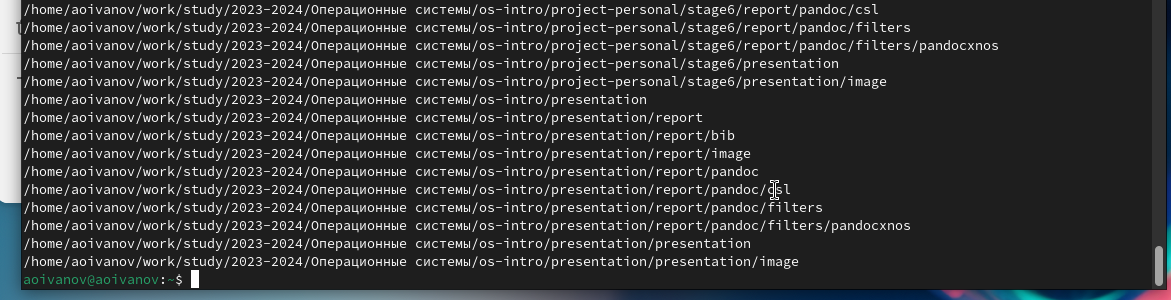 /home/aoivanov/work/study/2023-2024/Операционные системы/os-intro/project-personal/stage6/report/pandoc/csl
/home/aoivanov/work/study/2023-2024/Операционные системы/os-intro/project-personal/stage6/report/pandoc/filters
/home/aoivanov/work/study/2023-2024/Операционные системы/os-intro/project-personal/stage6/report/pandoc/filters/pandocxnos
/home/aoivanov/work/study/2023-2024/Операционные системы/os-intro/project-personal/stage6/presentation
/home/aoivanov/work/study/2023-2024/Операционные системы/os-intro/project-personal/stage6/presentation/image
/home/aoivanov/work/study/2023-2024/Операционные системы/os-intro/presentation
/home/aoivanov/work/study/2023-2024/Операционные системы/os-intro/presentation/report
/home/aoivanov/work/study/2023-2024/Операционные системы/os-intro/presentation/report/bib
/home/aoivanov/work/study/2023-2024/Операционные системы/os-intro/presentation/report/image
/home/aoivanov/work/study/2023-2024/Операционные системы/os-intro/presentation/report/pandoc
/home/aoivanov/work/study/2023-2024/Операционные системы/os-intro/presentation/report/pandoc/csl
/home/aoivanov/work/study/2023-2024/Операционные системы/os-intro/presentation/report/pandoc/filters
/home/aoivanov/work/study/2023-2024/Операционные системы/os-intro/presentation/report/pandoc/filters/pandocxnos
/home/aoivanov/work/study/2023-2024/Операционные системы/os-intro/presentation/presentation
/home/aoivanov/work/study/2023-2024/Операционные системы/os-intro/presentation/presentation/image
aoivanov@aoivanov:~$